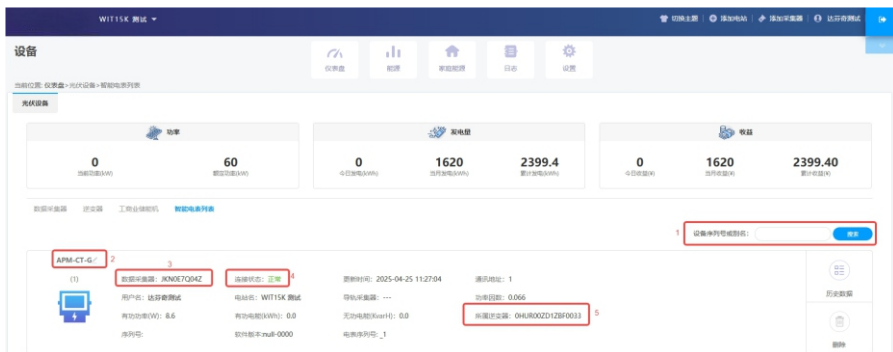 WIT15K 测试
切换主题 添加电站 添加采集器 达芬奇测试
设备
仪表盘 能源 家庭能源 日志 设置
当前位置: 仪表盘>光伏设备>智能电表列表
光伏设备
功率 发电量 收益
0 60 0 1620 2399.4 0 1620 2399.40
当前功率(kW) 额定功率(kW) 今日发电(kWh) 当月发电(kWh) 累计发电(kWh) 今日收益(¥) 当月收益(¥) 累计收益(¥)
数据采集器 逆变器 工商业储能机 智能电表列表
1 设备序列号或别名: 搜索
APM-CT-G 2
3
(1) 数据采集器: JKN0E7Q04Z 连接状态: 正常 4 更新时间: 2025-04-25 11:27:04 通讯地址: 1
用户名: 达芬奇测试 电站名: WIT15K 测试 导轨采集器: --- 功率因数: 0.066 历史数据
有功功率(W): 8.6 有功电能(kWh): 0.0 无功电能(KvarH): 0.0 所属逆变器: 0HUR00ZD1ZBF0033 5
序列号: 软件版本:null-0000 电表序列号:_1
删除